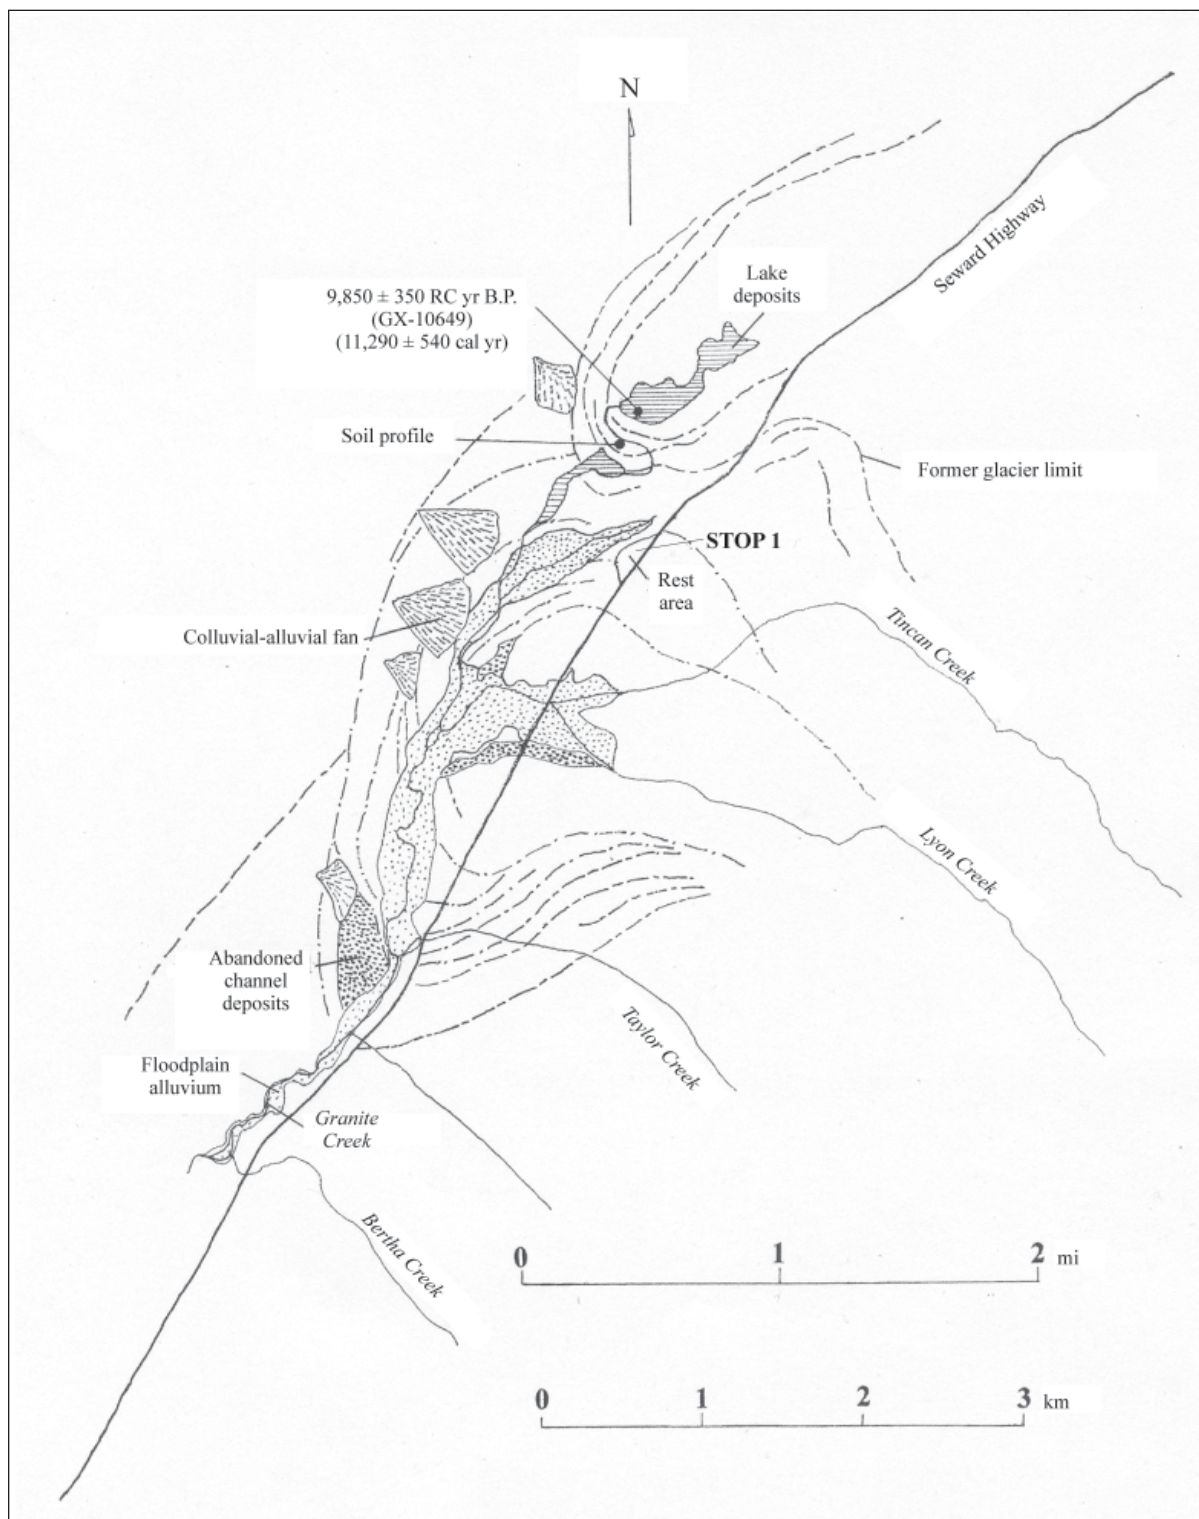 N
Seward Highway
Lake
deposits
9,850 ± 350 RC yr B.P.
(GX-10649)
(11,290 ± 540 cal yr)
Soil profile
Former glacier limit
STOP 1
Rest
area
Colluvial-alluvial fan
Tincan Creek
Lyon Creek
Abandoned
channel
deposits
Taylor Creek
Floodplain
alluvium
Granite
Creek
Bertha Creek
0 1 2 mi
0 1 2 3 km